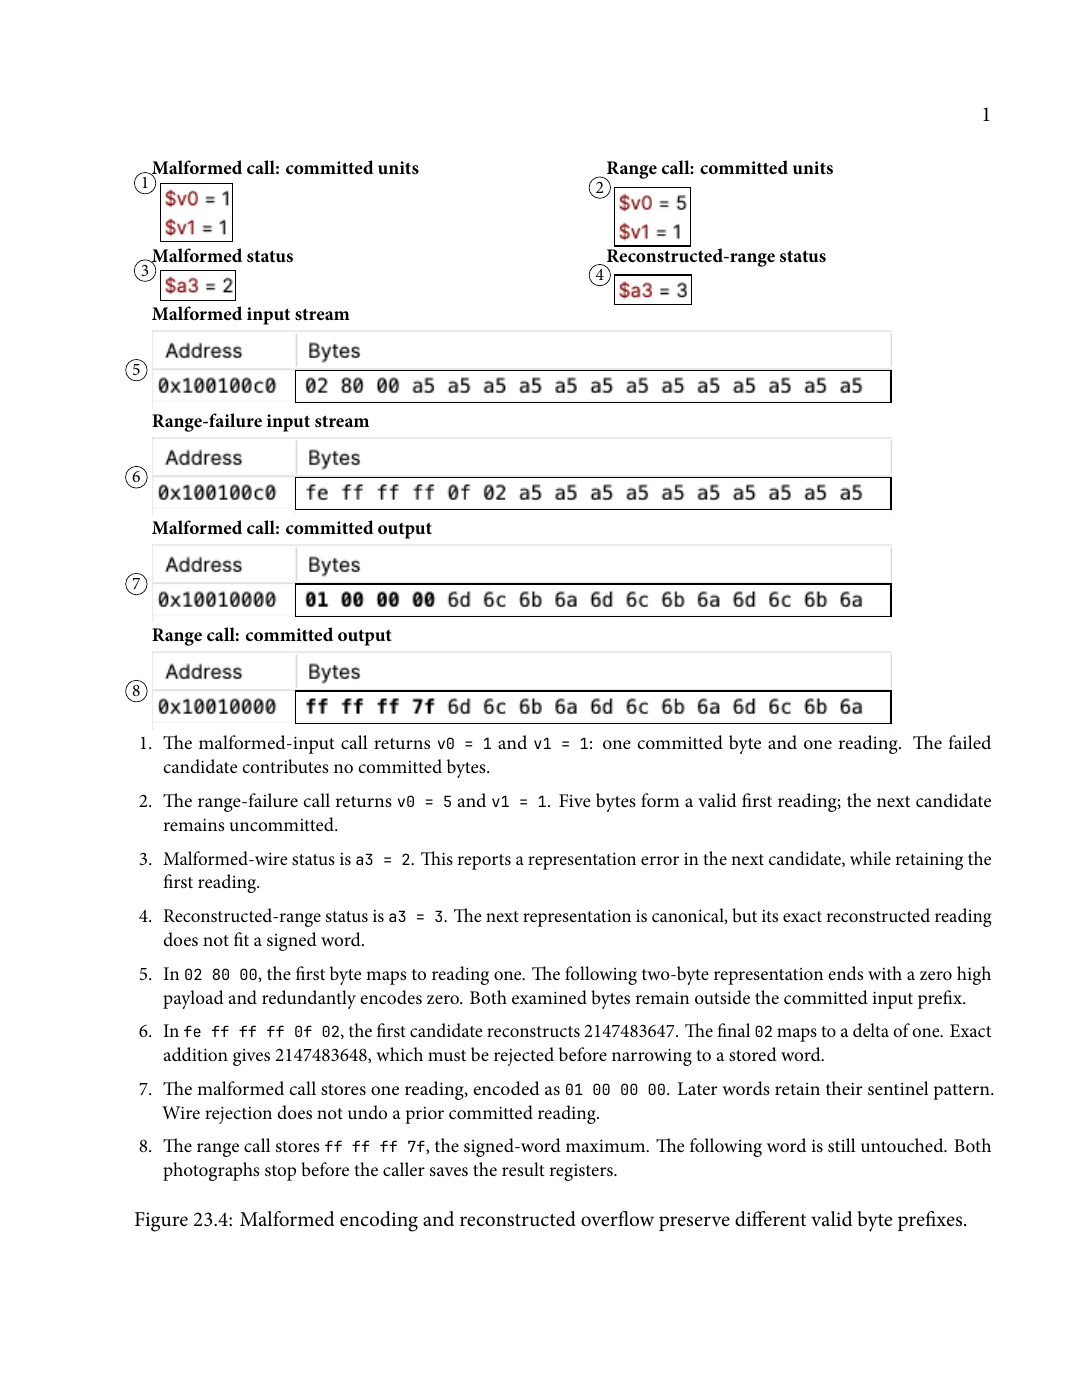 1
Malformed call: committed units
1
$v0 = 1
$v1 = 1
Range call: committed units
2
$v0 = 5
$v1 = 1
Malformed status
3
$a3 = 2
Reconstructed-range status
4
$a3 = 3
Malformed input stream
Address Bytes
5
0x100100c0 02 80 00 a5 a5 a5 a5 a5 a5 a5 a5 a5 a5 a5 a5 a5
Range-failure input stream
Address Bytes
6
0x100100c0 fe ff ff ff 0f 02 a5 a5 a5 a5 a5 a5 a5 a5 a5 a5
Malformed call: committed output
Address Bytes
7
0x10010000 01 00 00 00 6d 6c 6b 6a 6d 6c 6b 6a 6d 6c 6b 6a
Range call: committed output
Address Bytes
8
0x10010000 ff ff ff 7f 6d 6c 6b 6a 6d 6c 6b 6a 6d 6c 6b 6a
1. The malformed-input call returns v0 = 1 and v1 = 1: one committed byte and one reading. The failed
candidate contributes no committed bytes.
2. The range-failure call returns v0 = 5 and v1 = 1. Five bytes form a valid first reading; the next candidate
remains uncommitted.
3. Malformed-wire status is a3 = 2. This reports a representation error in the next candidate, while retaining the
first reading.
4. Reconstructed-range status is a3 = 3. The next representation is canonical, but its exact reconstructed reading
does not fit a signed word.
5. In 02 80 00, the first byte maps to reading one. The following two-byte representation ends with a zero high
payload and redundantly encodes zero. Both examined bytes remain outside the committed input prefix.
6. In fe ff ff ff 0f 02, the first candidate reconstructs 2147483647. The final 02 maps to a delta of one. Exact
addition gives 2147483648, which must be rejected before narrowing to a stored word.
7. The malformed call stores one reading, encoded as 01 00 00 00. Later words retain their sentinel pattern.
Wire rejection does not undo a prior committed reading.
8. The range call stores ff ff ff 7f, the signed-word maximum. The following word is still untouched. Both
photographs stop before the caller saves the result registers.
Figure 23.4: Malformed encoding and reconstructed overflow preserve different valid byte prefixes.